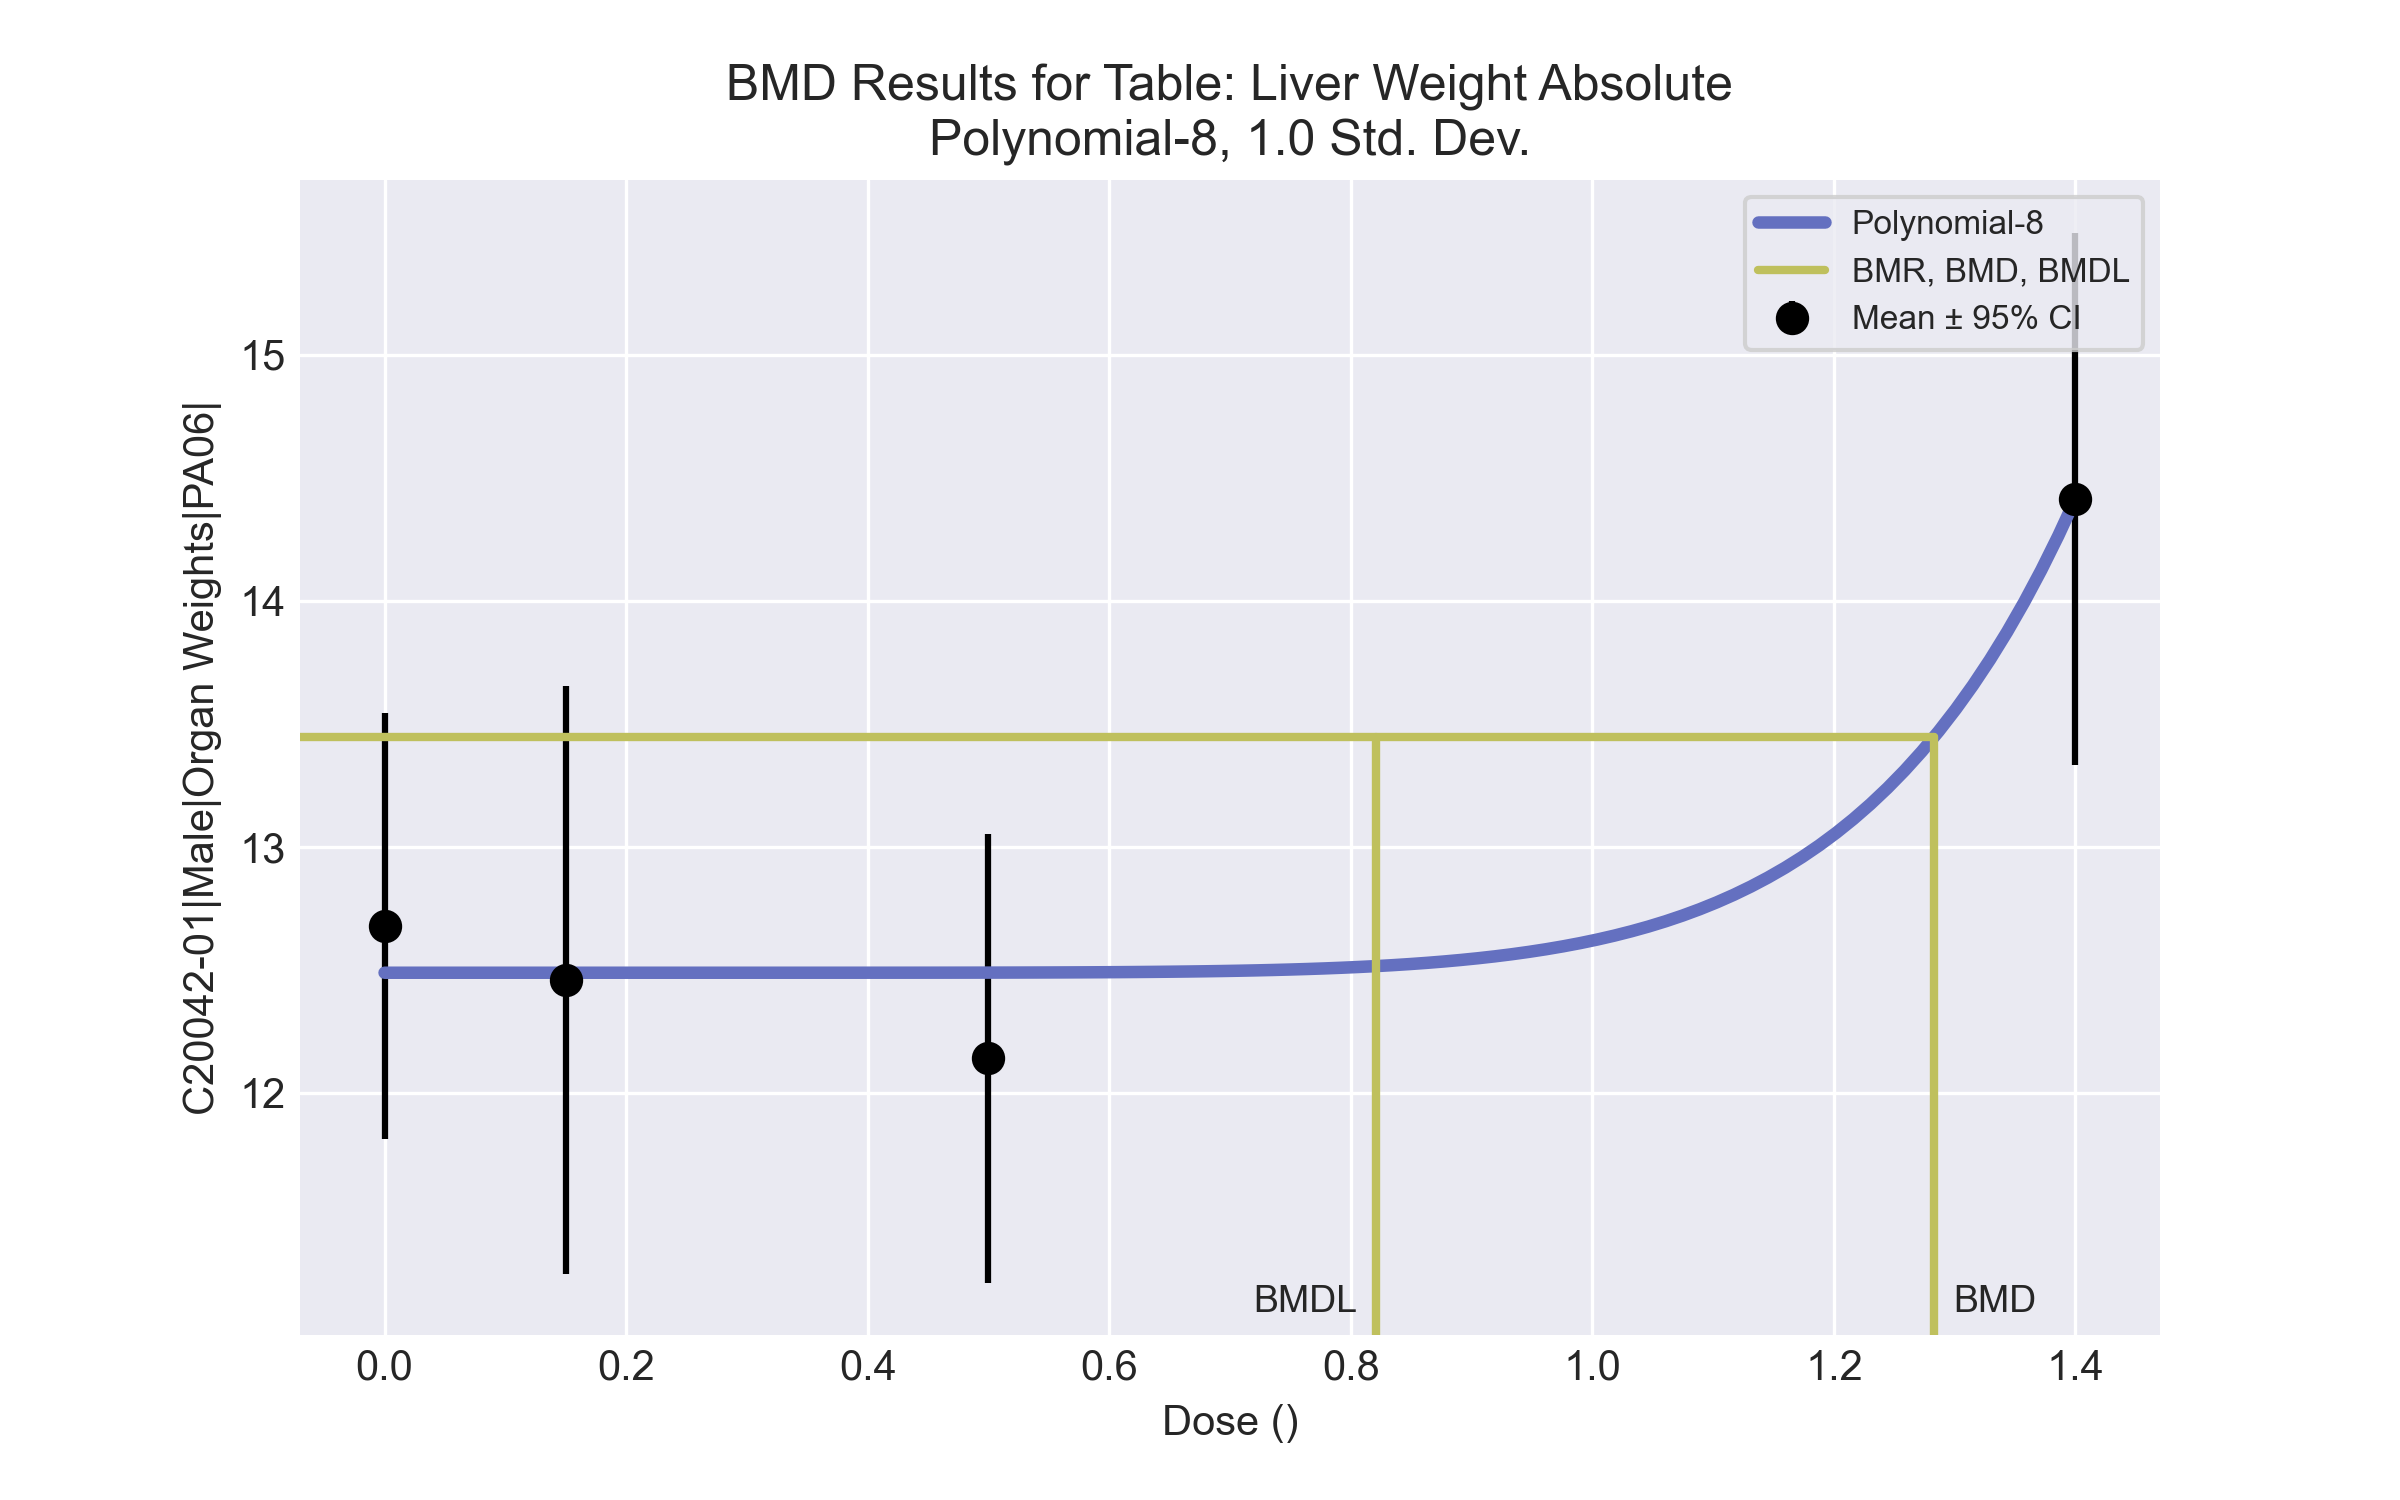 BMD Results for Table: Liver Weight Absolute
Polynomial-8, 1.0 Std. Dev.
Polynomial-8
BMR, BMD, BMDL
Mean ± 95% CI
C20042-01|Male|Organ Weights|PA06|
15
14
13
12
BMDL
BMD
0.0 0.2 0.4 0.6 0.8 1.0 1.2 1.4
Dose ()